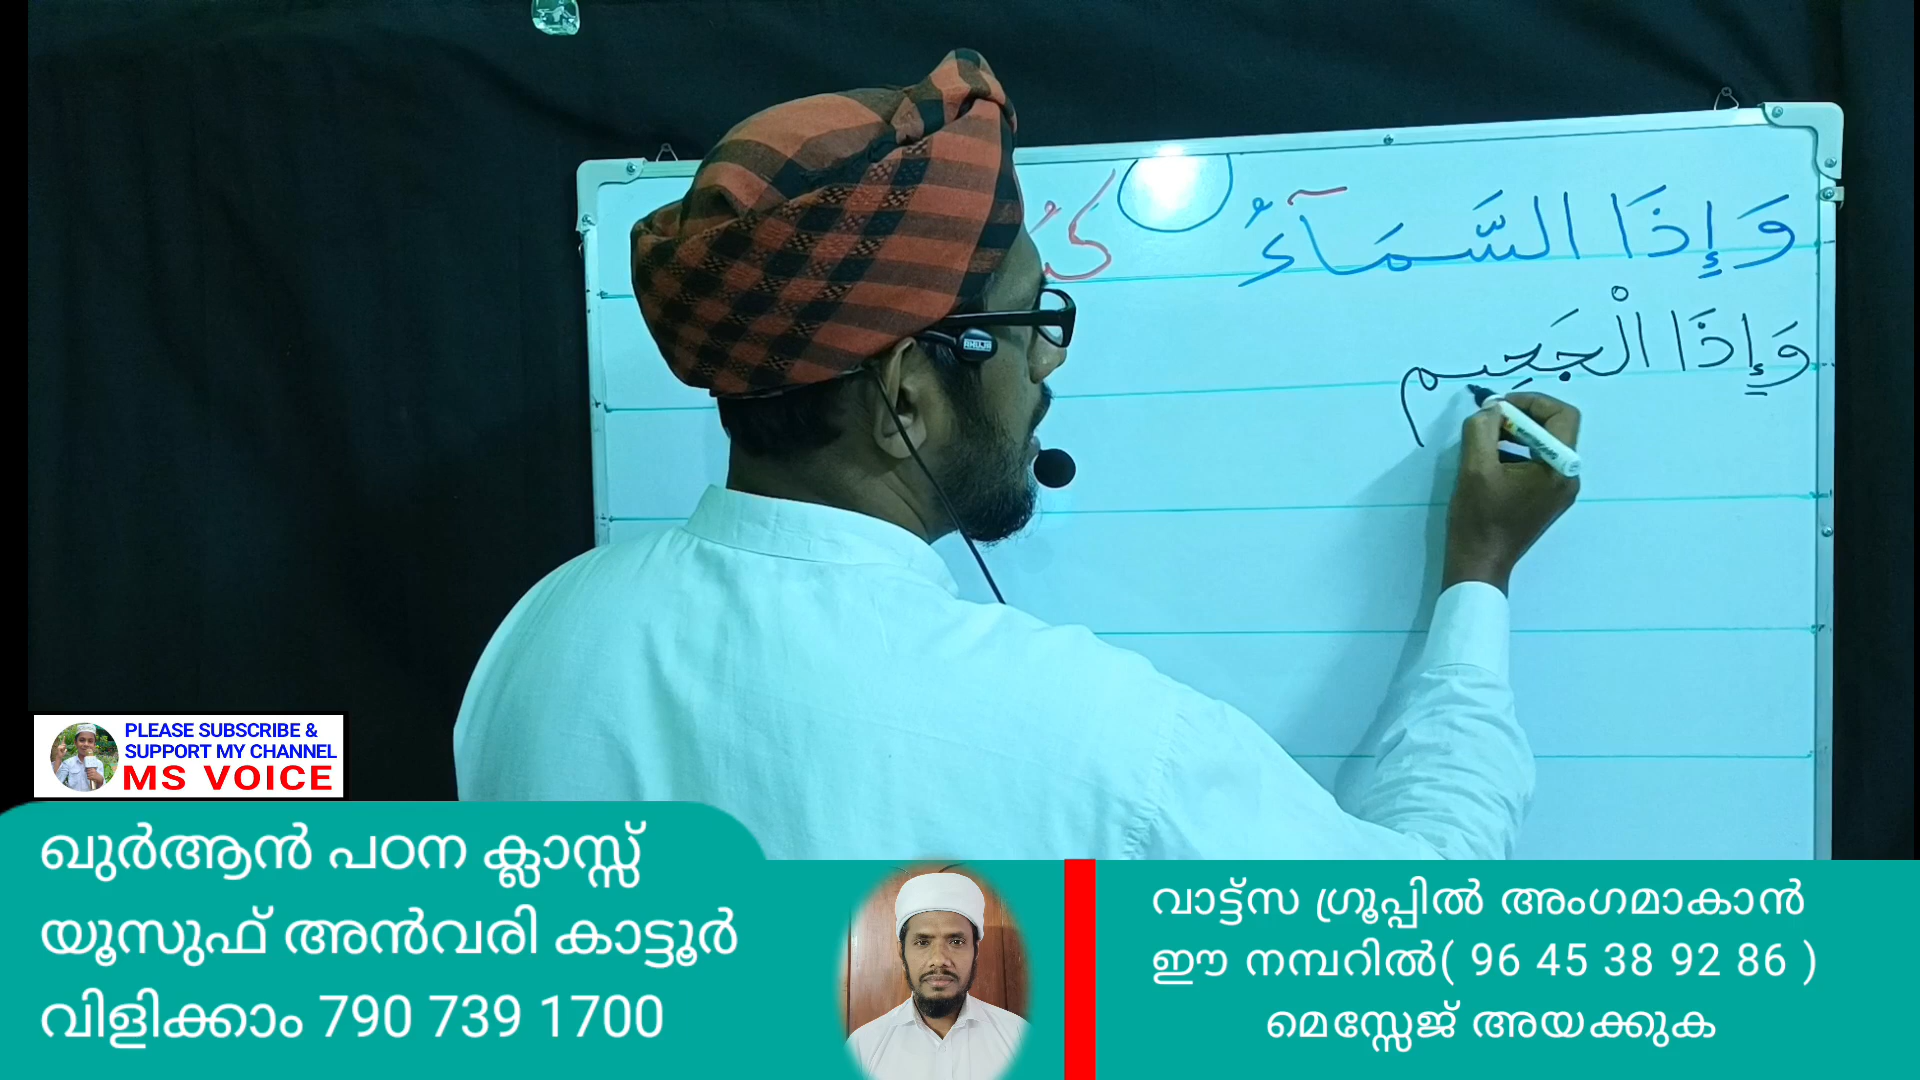 وَإِذَا السَّمَآءُ كُ
وَإِذَا الْجَحِيم
AHUJA
PLEASE SUBSCRIBE &
SUPPORT MY CHANNEL
MS VOICE
ഖുർആൻ പഠന ക്ലാസ്സ്
യൂസുഫ് അൻവരി കാട്ടൂർ
വിളിക്കാം 790 739 1700
വാട്ട്സ ഗ്രൂപ്പിൽ അംഗമാകാൻ
ഈ നമ്പറിൽ( 96 45 38 92 86 )
മെസ്സേജ് അയക്കുക